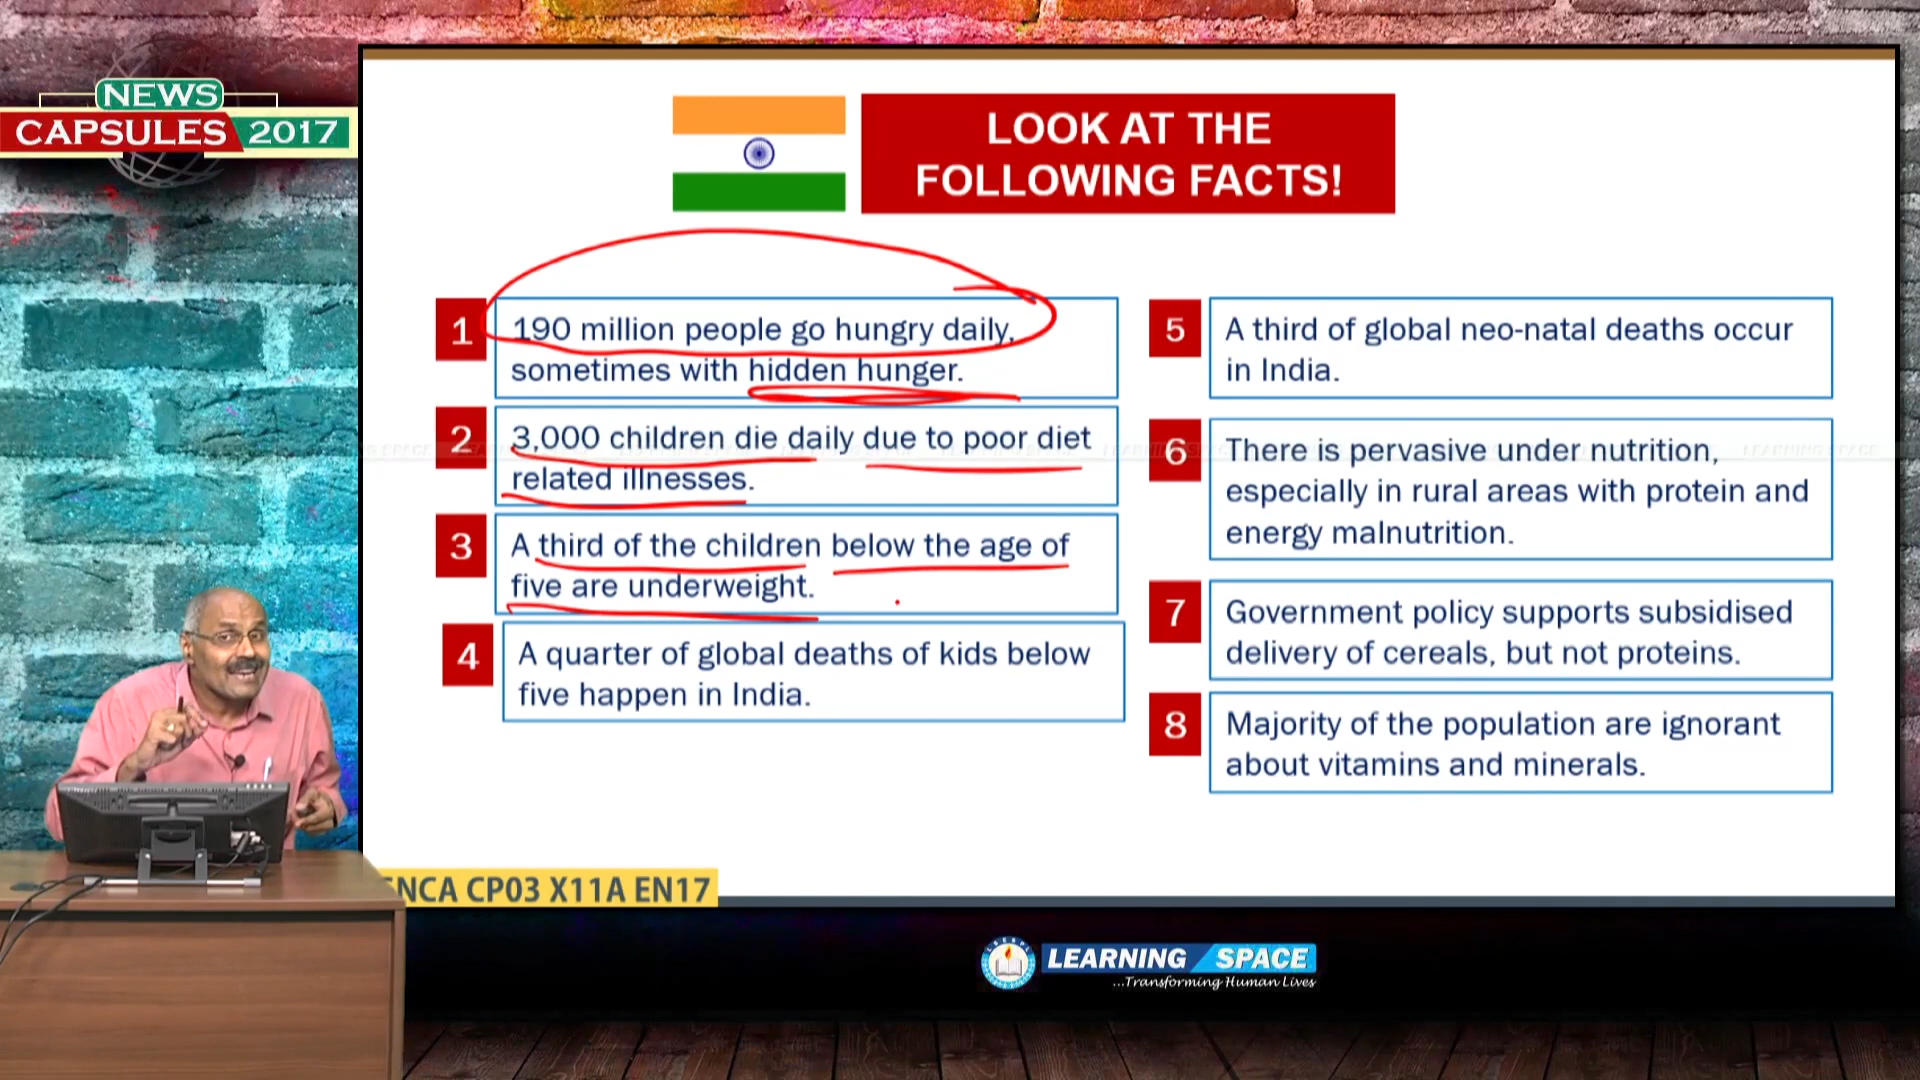 NEWS
CAPSULES 2017
LOOK AT THE
FOLLOWING FACTS!
1
190 million people go hungry daily,
sometimes with hidden hunger.
2
3,000 children die daily due to poor diet
related illnesses.
3
A third of the children below the age of
five are underweight.
4
A quarter of global deaths of kids below
five happen in India.
5
A third of global neo-natal deaths occur
in India.
6
There is pervasive under nutrition,
especially in rural areas with protein and
energy malnutrition.
7
Government policy supports subsidised
delivery of cereals, but not proteins.
8
Majority of the population are ignorant
about vitamins and minerals.
NCA CP03 X11A EN17
LEARNING SPACE
...Transforming Human Lives